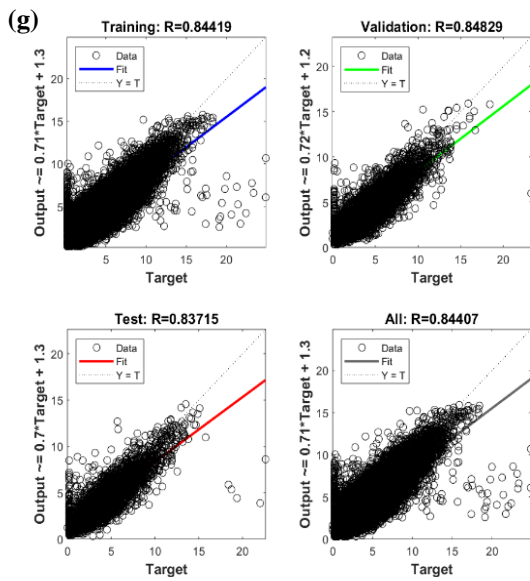 (g)
Training: R=0.84419
Output ~= 0.71*Target + 1.3
Data
Fit
Y = T
20
15
10
5
5 10 15 20
Target
Validation: R=0.84829
Output ~= 0.72*Target + 1.2
Data
Fit
Y = T
20
15
10
5
0
0 5 10 15 20
Target
Test: R=0.83715
Output ~= 0.7*Target + 1.3
Data
Fit
Y = T
20
15
10
5
0
0 5 10 15 20
Target
All: R=0.84407
Output ~= 0.71*Target + 1.3
Data
Fit
Y = T
20
15
10
5
0
0 5 10 15 20
Target